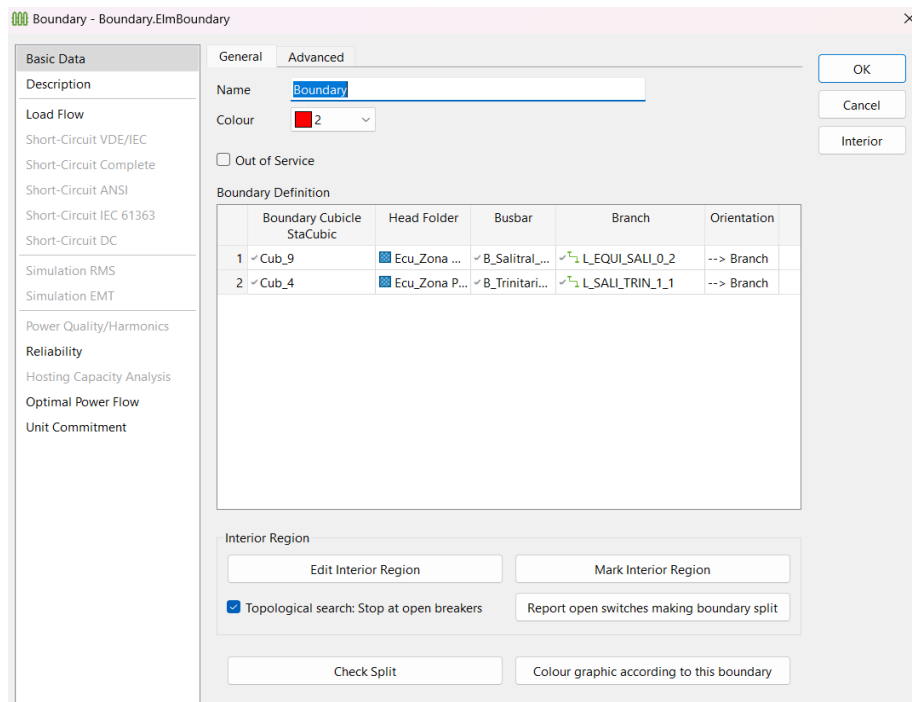 Boundary - Boundary.ElmBoundary
Basic Data
Description
Load Flow
Short-Circuit VDE/IEC
Short-Circuit Complete
Short-Circuit ANSI
Short-Circuit IEC 61363
Short-Circuit DC
Simulation RMS
Simulation EMT
Power Quality/Harmonics
Reliability
Hosting Capacity Analysis
Optimal Power Flow
Unit Commitment
General Advanced
Name Boundary
Colour 2
Out of Service
Boundary Definition
Boundary Cubicle Head Folder Busbar Branch Orientation
StaCubic
1 Cub_9 Ecu_Zona ... B_Salitral_... L_EQUI_SALI_0_2 --> Branch
2 Cub_4 Ecu_Zona P... B_Trinitari... L_SALI_TRIN_1_1 --> Branch
Interior Region
Edit Interior Region Mark Interior Region
Topological search: Stop at open breakers Report open switches making boundary split
Check Split Colour graphic according to this boundary
OK
Cancel
Interior